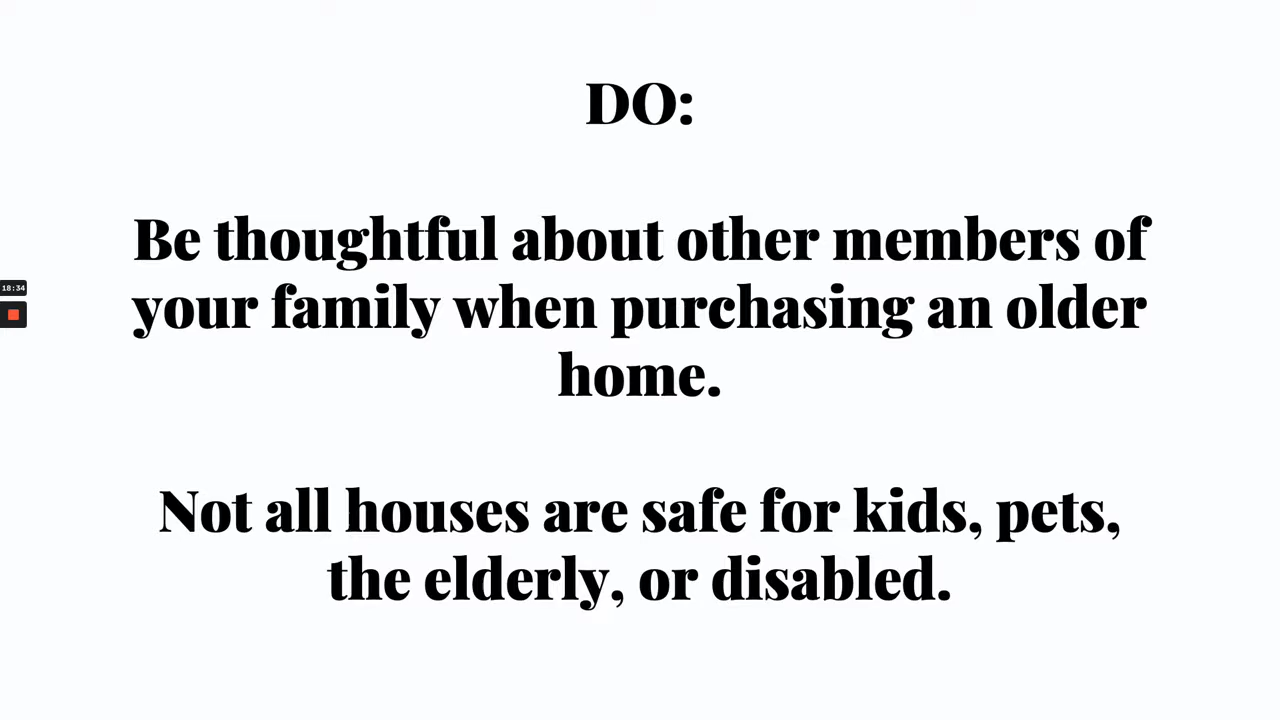 DO:
Be thoughtful about other members of
your family when purchasing an older
home.
Not all houses are safe for kids, pets,
the elderly, or disabled.
18:34